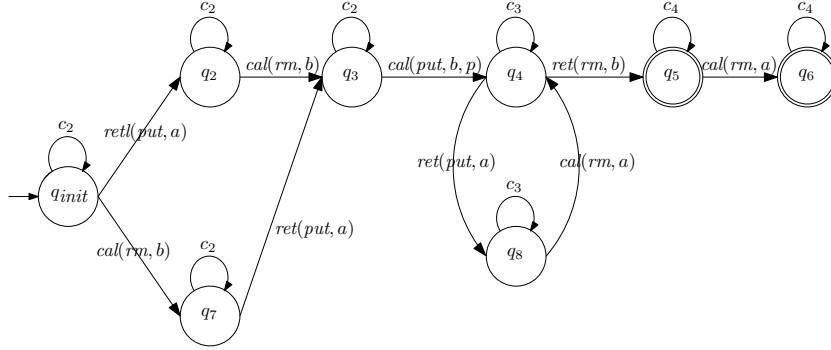 c2
c2
c3
c4
c4
q2
cal(rm, b)
q3
cal(put, b, p)
q4
ret(rm, b)
q5
cal(rm, a)
q6
c2
retl(put, a)
ret(put, a)
cal(rm, a)
qinit
c3
cal(rm, b)
c2
ret(put, a)
q8
q7